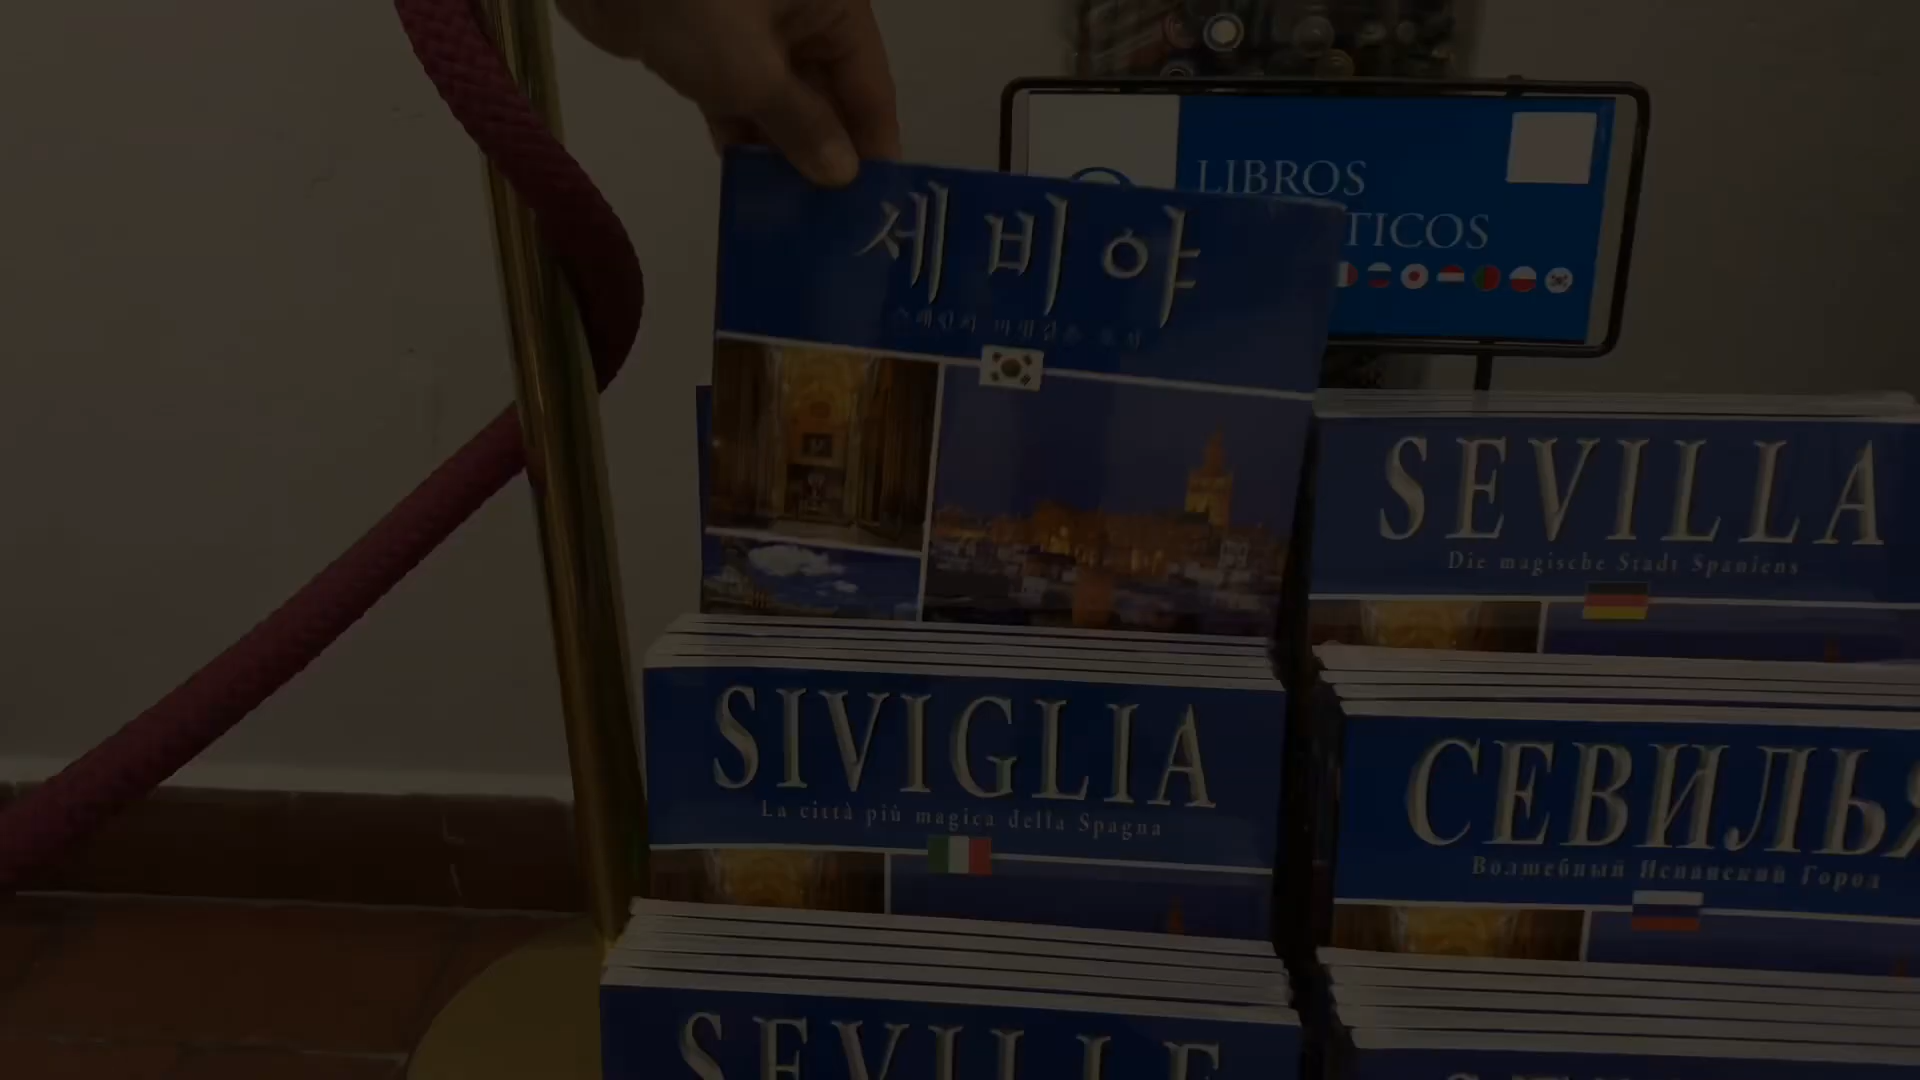 LIBROS
TICOS
세비야
SEVILLA
Die magische Stadt Spaniens
SIVIGLIA
La città più magica della Spagna
СЕВИЛЬЯ
Волшебный Испанский Город
SEVILLE